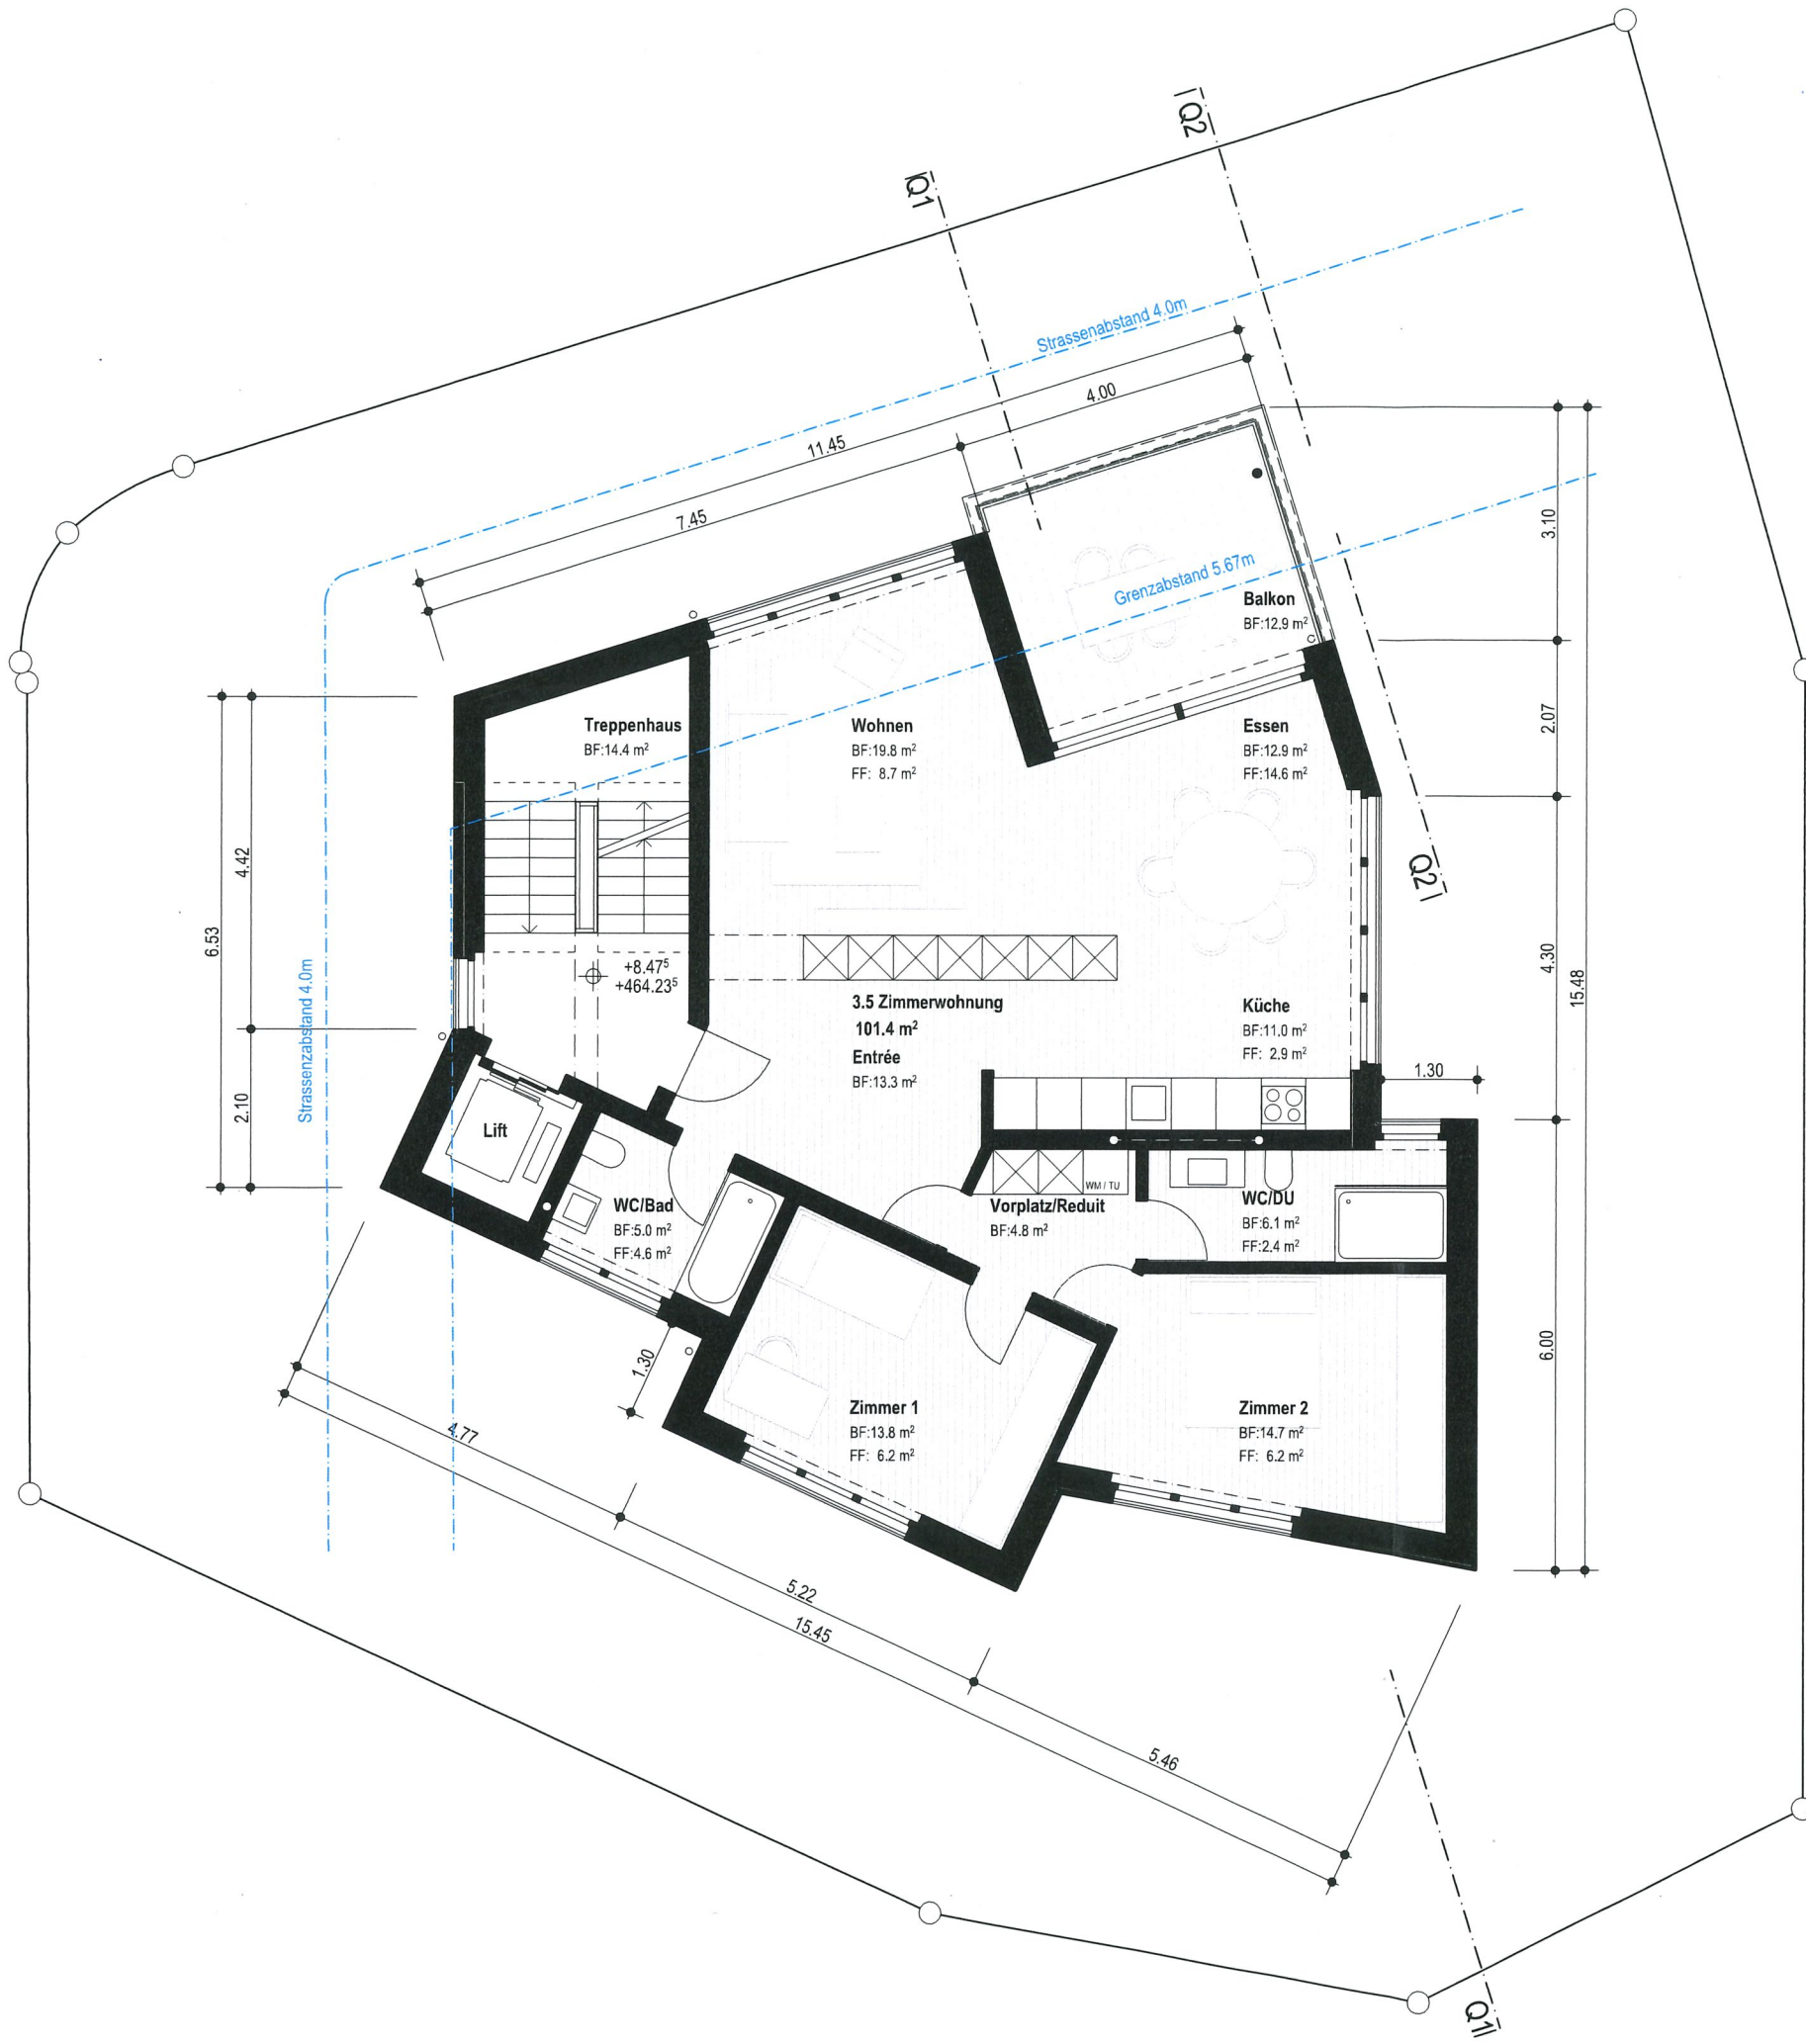 Q2
Q1
Strassenabstand 4.0m
4.00
11.45
7.45
3.10
Grenzabstand 5.67m
Balkon
BF:12.9 m²
Treppenhaus
BF:14.4 m²
Wohnen
BF:19.8 m²
FF: 8.7 m²
Essen
BF:12.9 m²
FF:14.6 m²
2.07
4.42
6.53
Q2
+8.47⁵
+464.23⁵
Strassenzabstand 4.0m
4.30
15.48
3.5 Zimmerwohnung
101.4 m²
Entrée
BF:13.3 m²
Küche
BF:11.0 m²
FF: 2.9 m²
1.30
2.10
Lift
WC/Bad
BF:5.0 m²
FF:4.6 m²
WM / TU
Vorplatz/Reduit
BF:4.8 m²
WC/DU
BF:6.1 m²
FF:2.4 m²
1.30
6.00
Zimmer 1
BF:13.8 m²
FF: 6.2 m²
Zimmer 2
BF:14.7 m²
FF: 6.2 m²
4.77
5.22
15.45
5.46
Q1